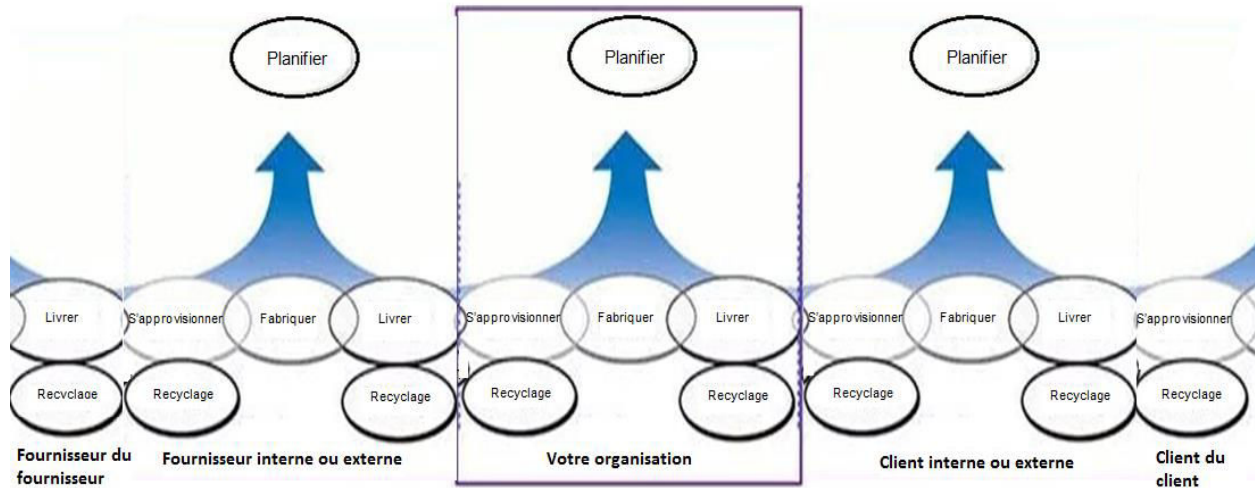 Planifier
Planifier
Planifier
Livrer
S'approvisionner
Fabriquer
Livrer
S'approvisionner
Fabriquer
Livrer
S'approvisionner
Fabriquer
Livrer
S'approvisionner
Recyclage
Recyclage
Recyclage
Recyclage
Recyclage
Recyclage
Recyclage
Recyclage
Fournisseur du
fournisseur
Fournisseur interne ou externe
Votre organisation
Client interne ou externe
Client du
client